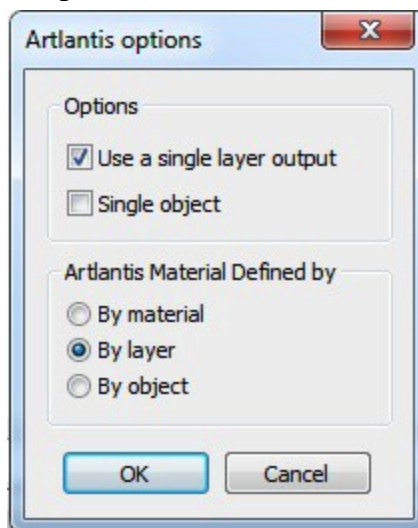 Artlantis options
Options
Use a single layer output
Single object
Artlantis Material Defined by
By material
By layer
By object
OK
Cancel